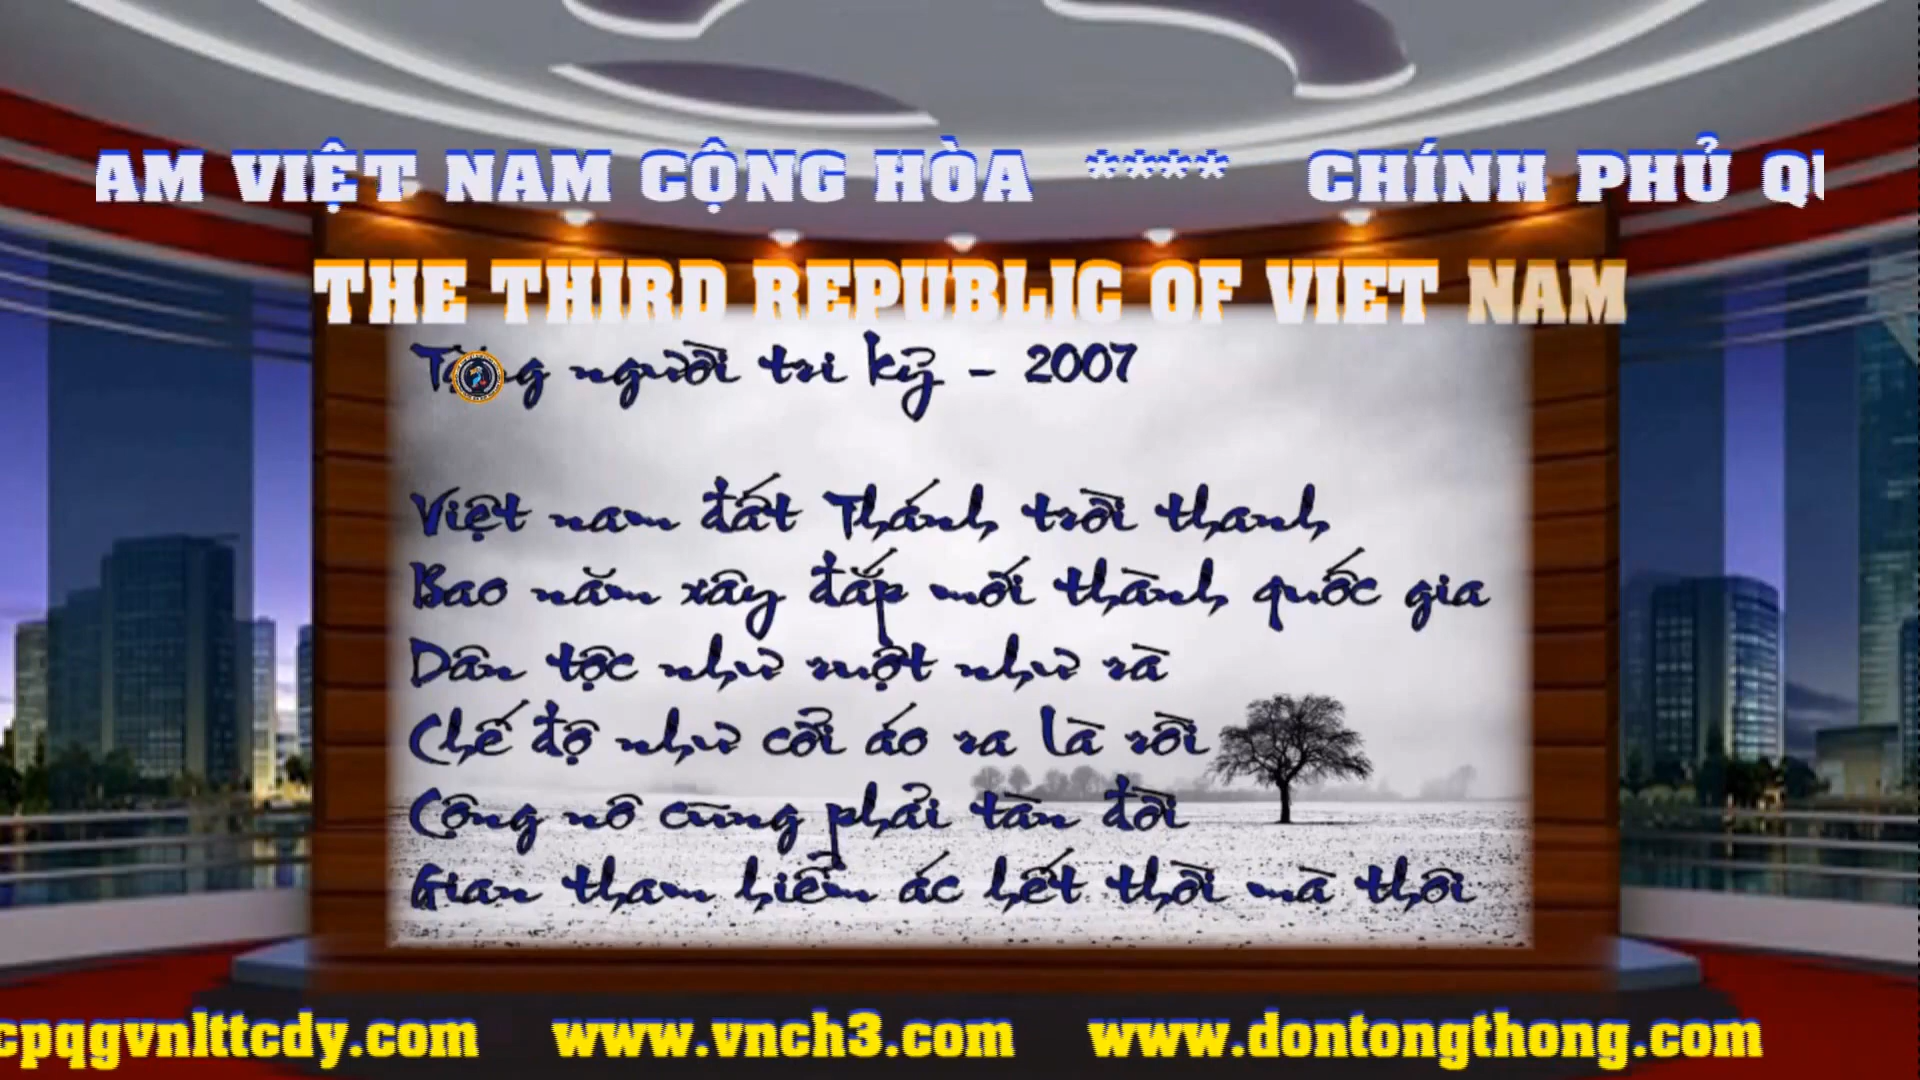 AM VIỆT NAM CỘNG HÒA **** CHÍNH PHỦ
THE THIRD REPUBLIC OF VIET NAM
Tặng người tri kỷ - 2007
Việt nam đất Thánh trời thanh
Bao năm xây đắp mới thành quốc gia
Dân tộc như ruột như rà
Chế độ như cởi áo ra là rồi
Cộng nô cũng phải tàn đời
Gian tham hiểm ác hết thời mà thôi
cpqgvnlttcdy.com www.vnch3.com www.dontongthong.com